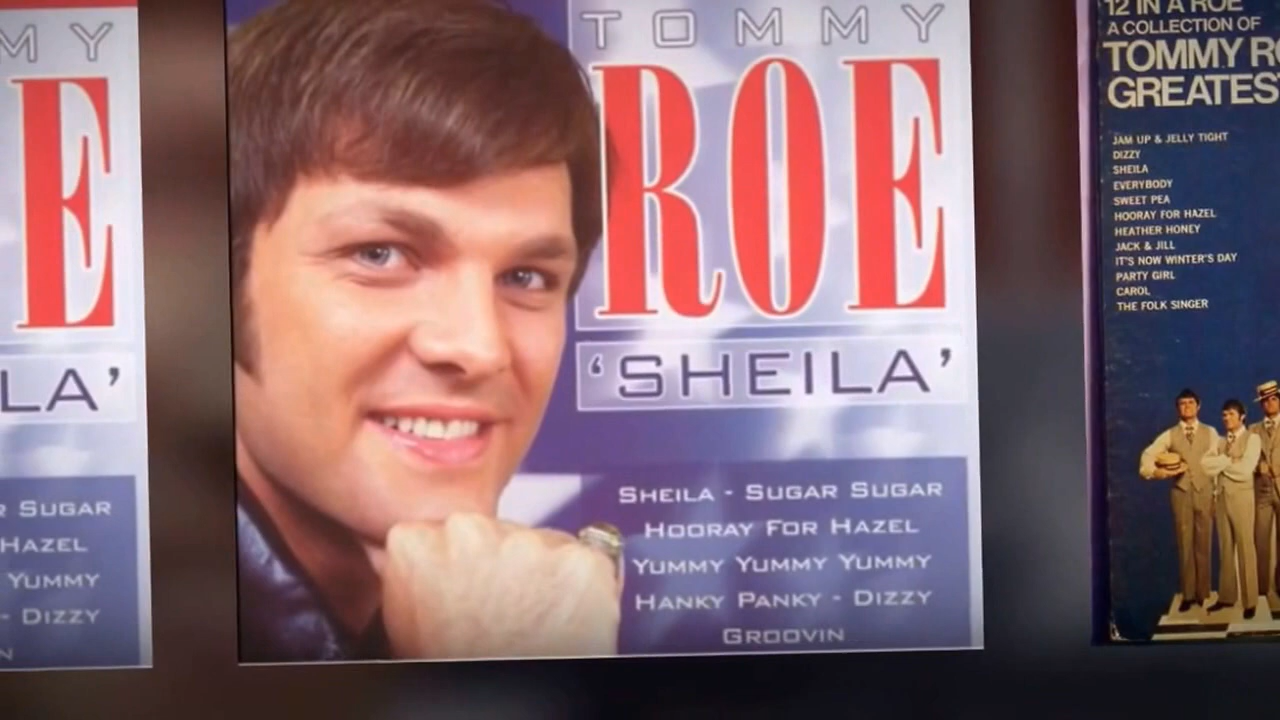 MY
E
LA’
R SUGAR
HAZEL
YUMMY
- DIZZY
N
TOMMY
ROE
‘SHEILA’
SHEILA - SUGAR SUGAR
HOORAY FOR HAZEL
YUMMY YUMMY YUMMY
HANKY PANKY - DIZZY
GROOVIN
12 IN A ROE
A COLLECTION OF
TOMMY RO
GREATES
JAM UP & JELLY TIGHT
DIZZY
SHEILA
EVERYBODY
SWEET PEA
HOORAY FOR HAZEL
HEATHER HONEY
JACK & JILL
IT'S NOW WINTER'S DAY
PARTY GIRL
CAROL
THE FOLK SINGER